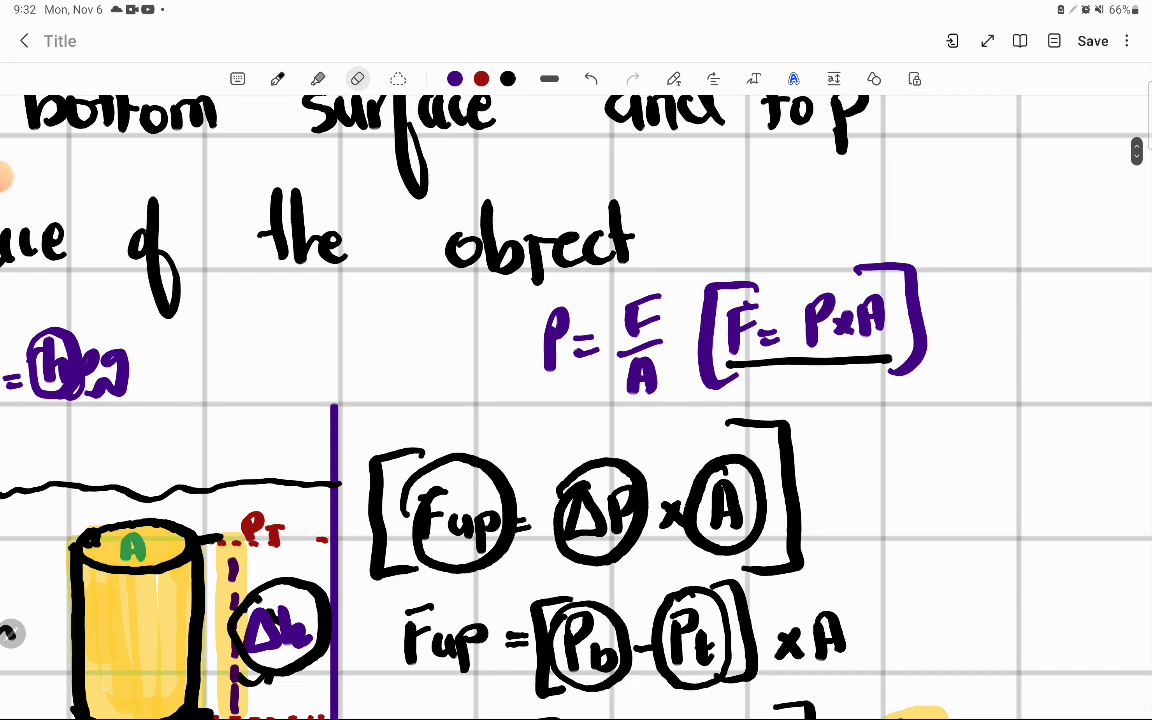 9:32 Mon, Nov 6
66%
Title
Save
bottom surface and top
of the object
P = F/A [F = P x A]
= hρg
[Fup = ΔP x A]
A
PT
Δh
Fup = [Pb - Pt] x A